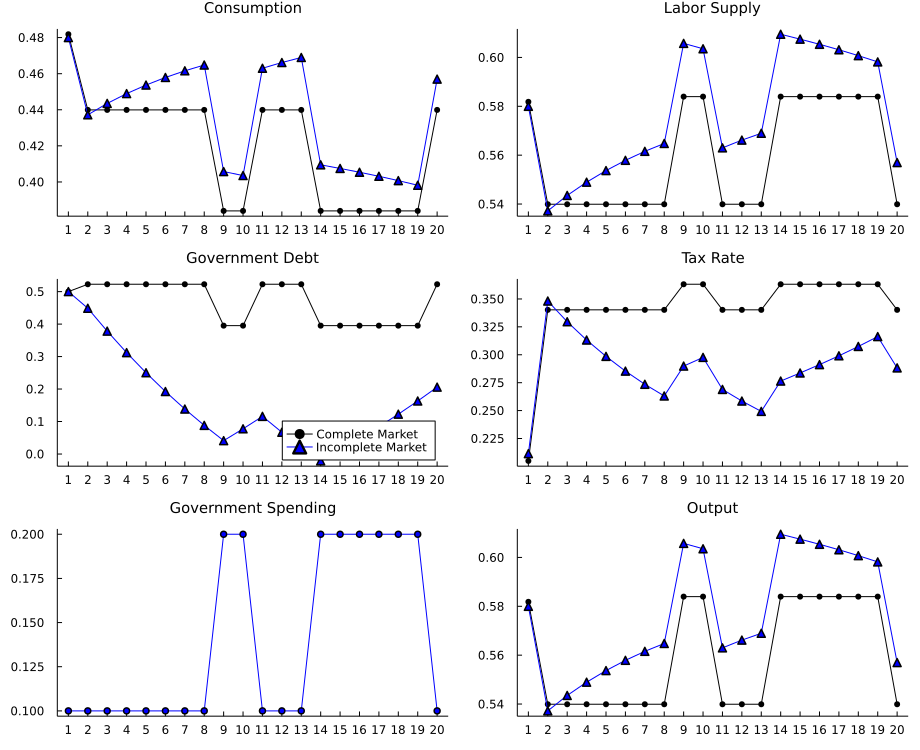 Consumption
0.48
0.46
0.44
0.42
0.40
1 2 3 4 5 6 7 8 9 10 11 12 13 14 15 16 17 18 19 20
Labor Supply
0.60
0.58
0.56
0.54
1 2 3 4 5 6 7 8 9 10 11 12 13 14 15 16 17 18 19 20
Government Debt
0.5
0.4
0.3
0.2
0.1
0.0
Complete Market
Incomplete Market
1 2 3 4 5 6 7 8 9 10 11 12 13 14 15 16 17 18 19 20
Tax Rate
0.350
0.325
0.300
0.275
0.250
0.225
1 2 3 4 5 6 7 8 9 10 11 12 13 14 15 16 17 18 19 20
Government Spending
0.200
0.175
0.150
0.125
0.100
1 2 3 4 5 6 7 8 9 10 11 12 13 14 15 16 17 18 19 20
Output
0.60
0.58
0.56
0.54
1 2 3 4 5 6 7 8 9 10 11 12 13 14 15 16 17 18 19 20